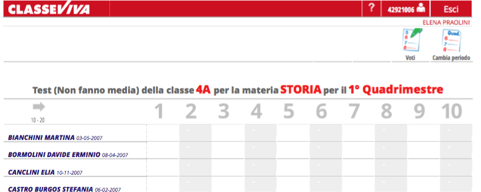 CLASSEVIVA
? 42921006 Esci
ELENA PRAOLINI
Quad.
Voti Cambia periodo
Test (Non fanno media) della classe 4A per la materia STORIA per il 1° Quadrimestre
1 2 3 4 5 6 7 8 9 10
10 - 20
BIANCHINI MARTINA 03-05-2007
BORMOLINI DAVIDE ERMINIO 08-04-2007
CANCLINI ELIA 10-11-2007
CASTRO BURGOS STEFANIA 06-02-2007